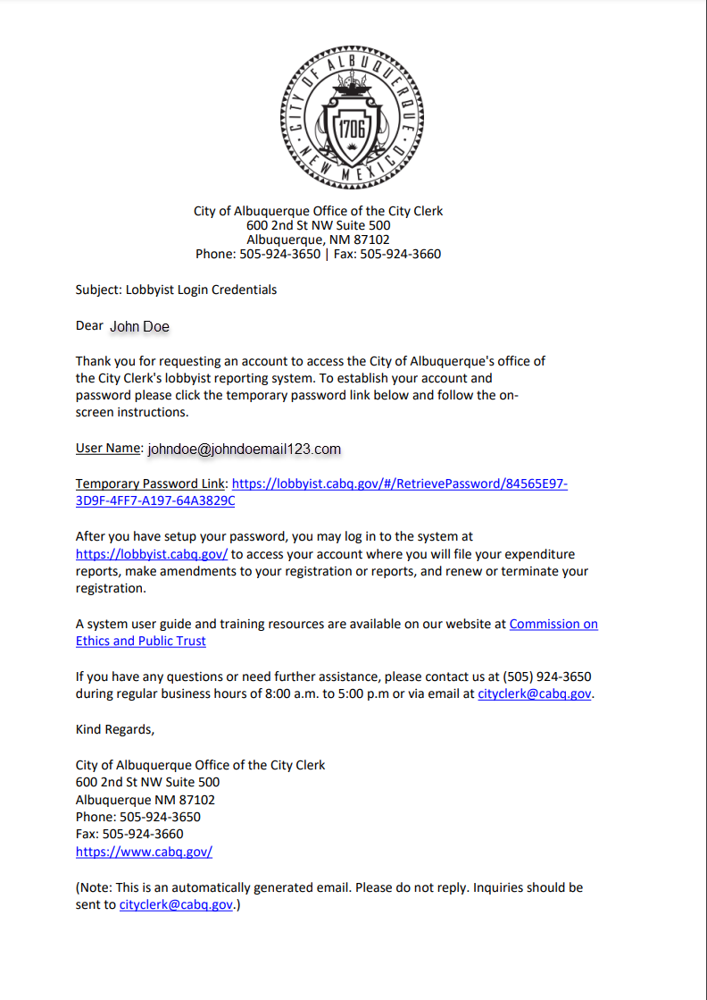 CITY OF ALBUQUERQUE
1706
NEW MEXICO
City of Albuquerque Office of the City Clerk
600 2nd St NW Suite 500
Albuquerque, NM 87102
Phone: 505-924-3650 | Fax: 505-924-3660
Subject: Lobbyist Login Credentials
Dear John Doe
Thank you for requesting an account to access the City of Albuquerque's office of
the City Clerk's lobbyist reporting system. To establish your account and
password please click the temporary password link below and follow the on-
screen instructions.
User Name: johndoe@johndoemail123.com
Temporary Password Link: https://lobbyist.cabq.gov/#/RetrievePassword/84565E97-
3D9F-4FF7-A197-64A3829C
After you have setup your password, you may log in to the system at
https://lobbyist.cabq.gov/ to access your account where you will file your expenditure
reports, make amendments to your registration or reports, and renew or terminate your
registration.
A system user guide and training resources are available on our website at Commission on
Ethics and Public Trust
If you have any questions or need further assistance, please contact us at (505) 924-3650
during regular business hours of 8:00 a.m. to 5:00 p.m or via email at cityclerk@cabq.gov.
Kind Regards,
City of Albuquerque Office of the City Clerk
600 2nd St NW Suite 500
Albuquerque NM 87102
Phone: 505-924-3650
Fax: 505-924-3660
https://www.cabq.gov/
(Note: This is an automatically generated email. Please do not reply. Inquiries should be
sent to cityclerk@cabq.gov.)